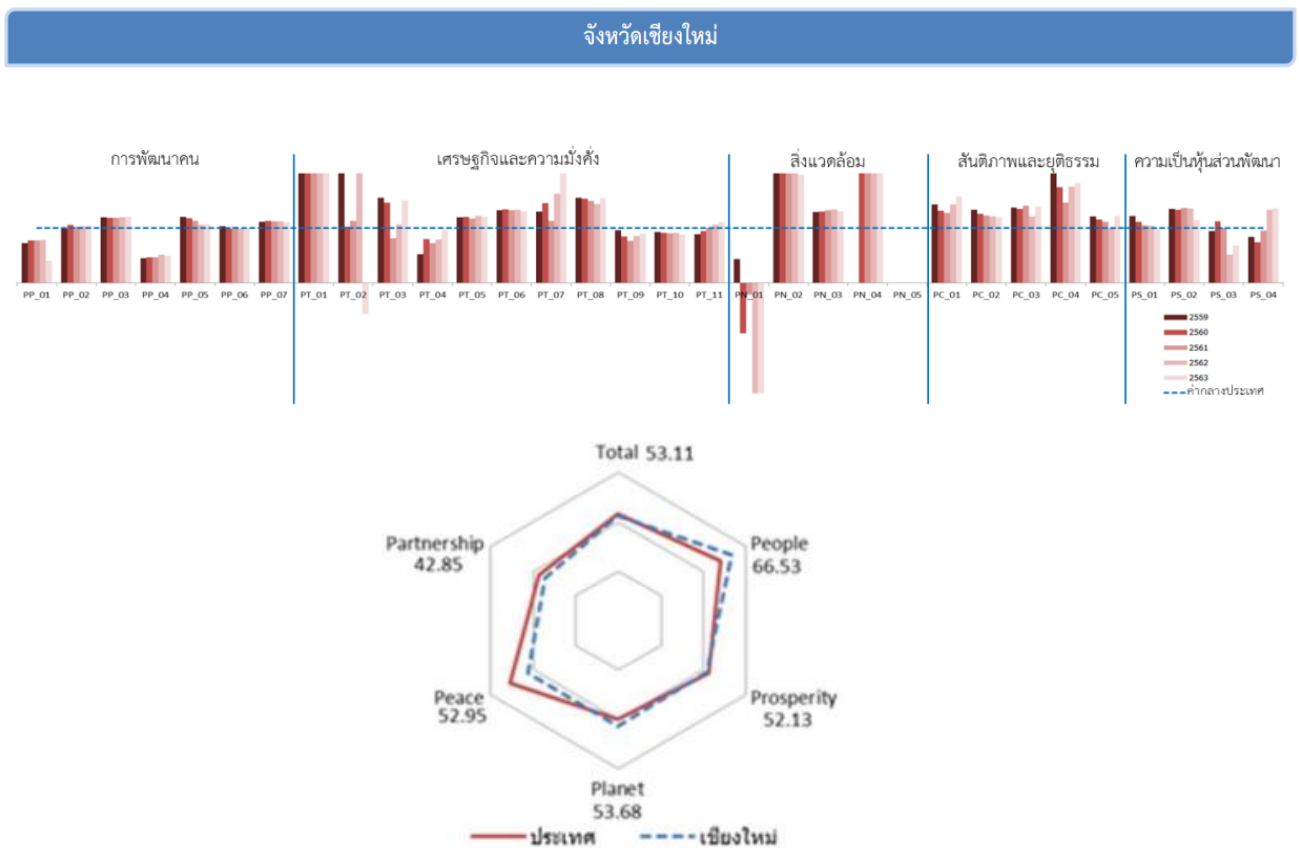 จังหวัดเชียงใหม่
การพัฒนาคน เศรษฐกิจและความมั่งคั่ง สิ่งแวดล้อม สันติภาพและยุติธรรม ความเป็นหุ้นส่วนพัฒนา
PP_01 PP_02 PP_03 PP_04 PP_05 PP_06 PP_07 PT_01 PT_02 PT_03 PT_04 PT_05 PT_06 PT_07 PT_08 PT_09 PT_10 PT_11 PN_01 PN_02 PN_03 PN_04 PN_05 PC_01 PC_02 PC_03 PC_04 PC_05 PS_01 PS_02 PS_03 PS_04
2559
2560
2561
2562
2563
ค่ากลางประเทศ
Total 53.11
Partnership
42.85
People
66.53
Peace
52.95
Prosperity
52.13
Planet
53.68
ประเทศ เชียงใหม่